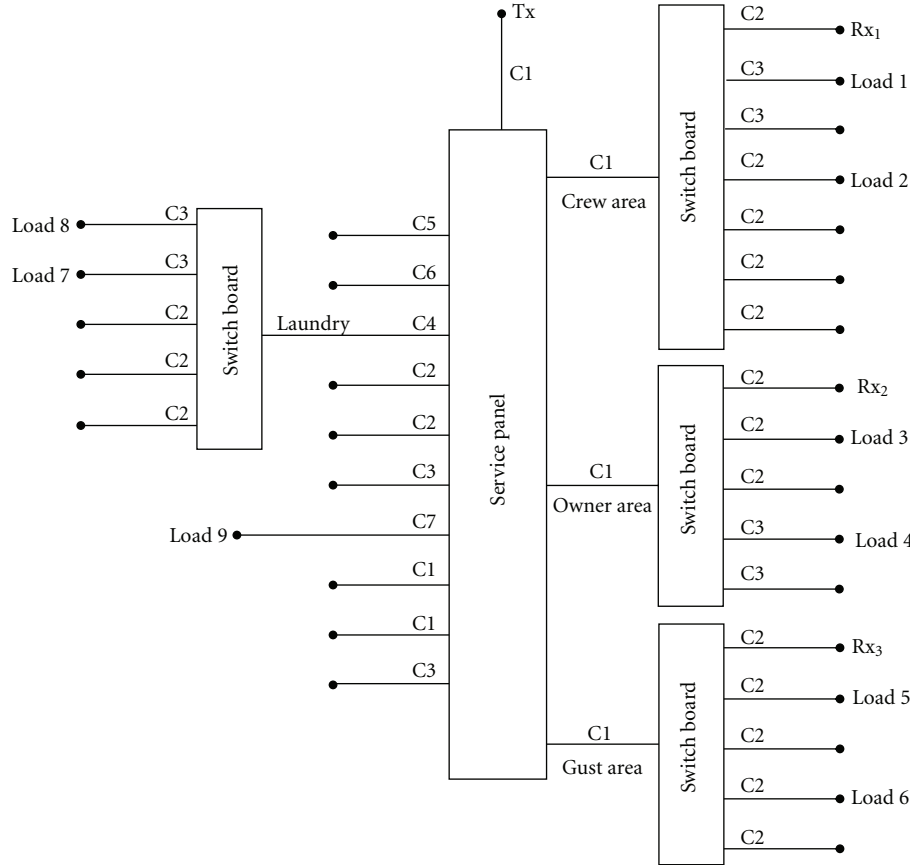 Tx
C1
C2
Rx1
C3
Load 1
C3
C2
Load 2
C2
C2
C2
Switch board
C1
Crew area
Load 8
C3
Load 7
C3
C2
C2
C2
Switch board
Laundry
C5
C6
C4
C2
C2
C3
Load 9
C7
C1
C1
C3
Service panel
C1
Owner area
Switch board
C2
Rx2
C2
Load 3
C2
C3
Load 4
C3
C1
Gust area
Switch board
C2
Rx3
C2
Load 5
C2
C2
Load 6
C2